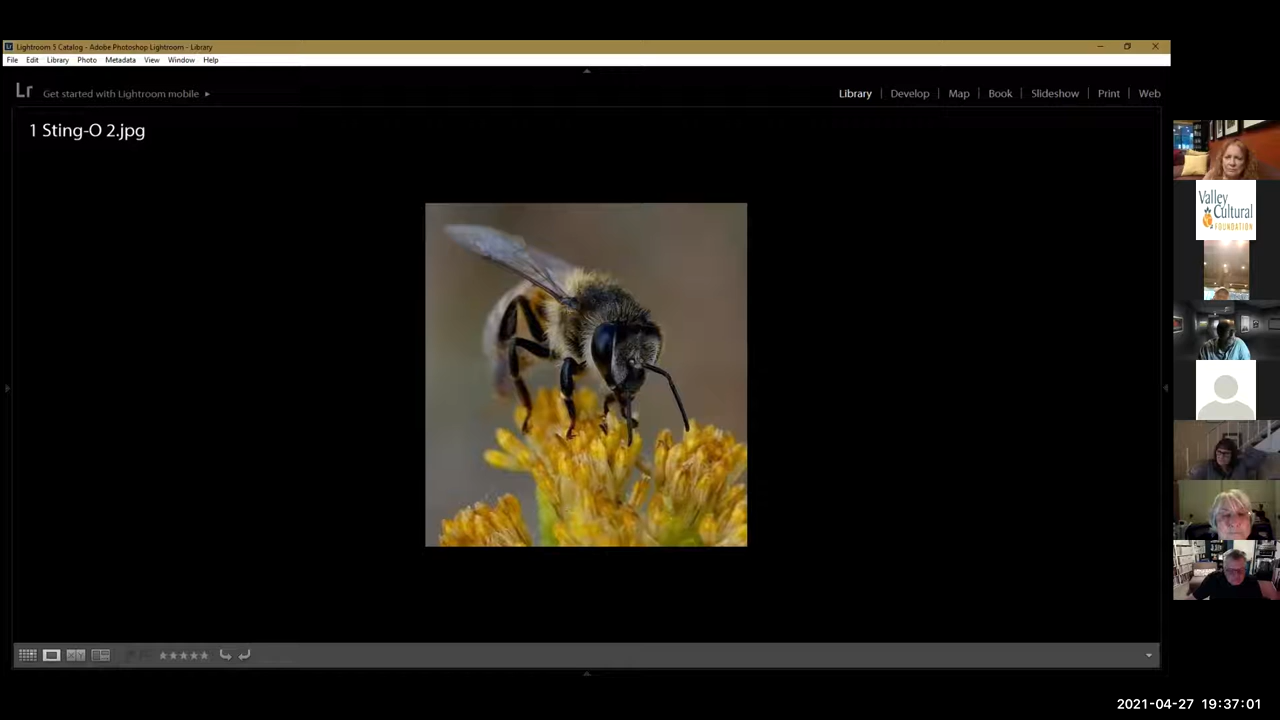 Lightroom 5 Catalog - Adobe Photoshop Lightroom - Library
File Edit Library Photo Metadata View Window Help
Lr Get started with Lightroom mobile Library | Develop | Map | Book | Slideshow | Print | Web
1 Sting-O 2.jpg
Valley
Cultural
FOUNDATION
2021-04-27 19:37:01